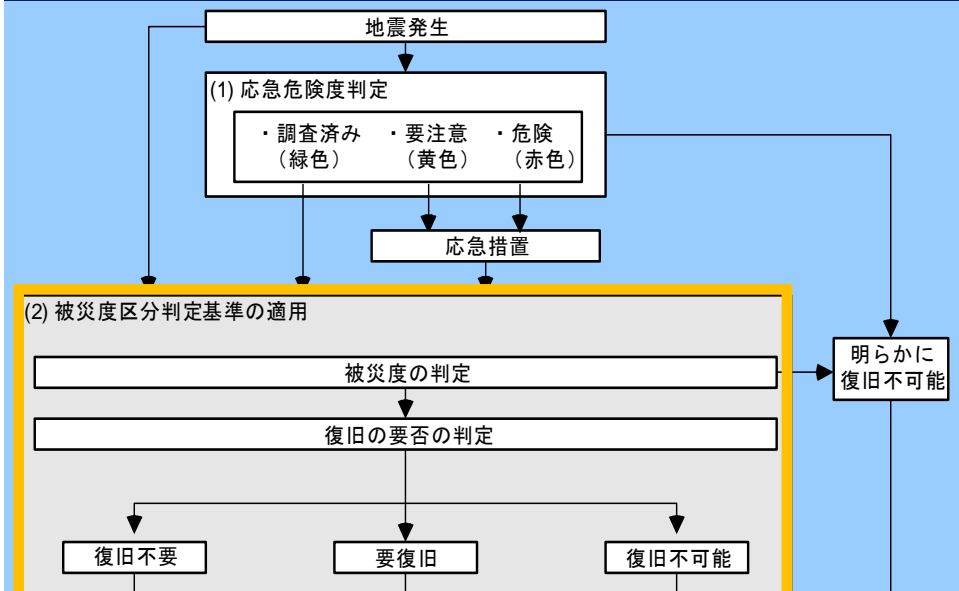 地震発生
(1) 応急危険度判定
・調査済み ・要注意 ・危険
（緑色） （黄色） （赤色）
応急措置
(2) 被災度区分判定基準の適用
明らかに
復旧不可能
被災度の判定
復旧の要否の判定
復旧不要 要復旧 復旧不可能